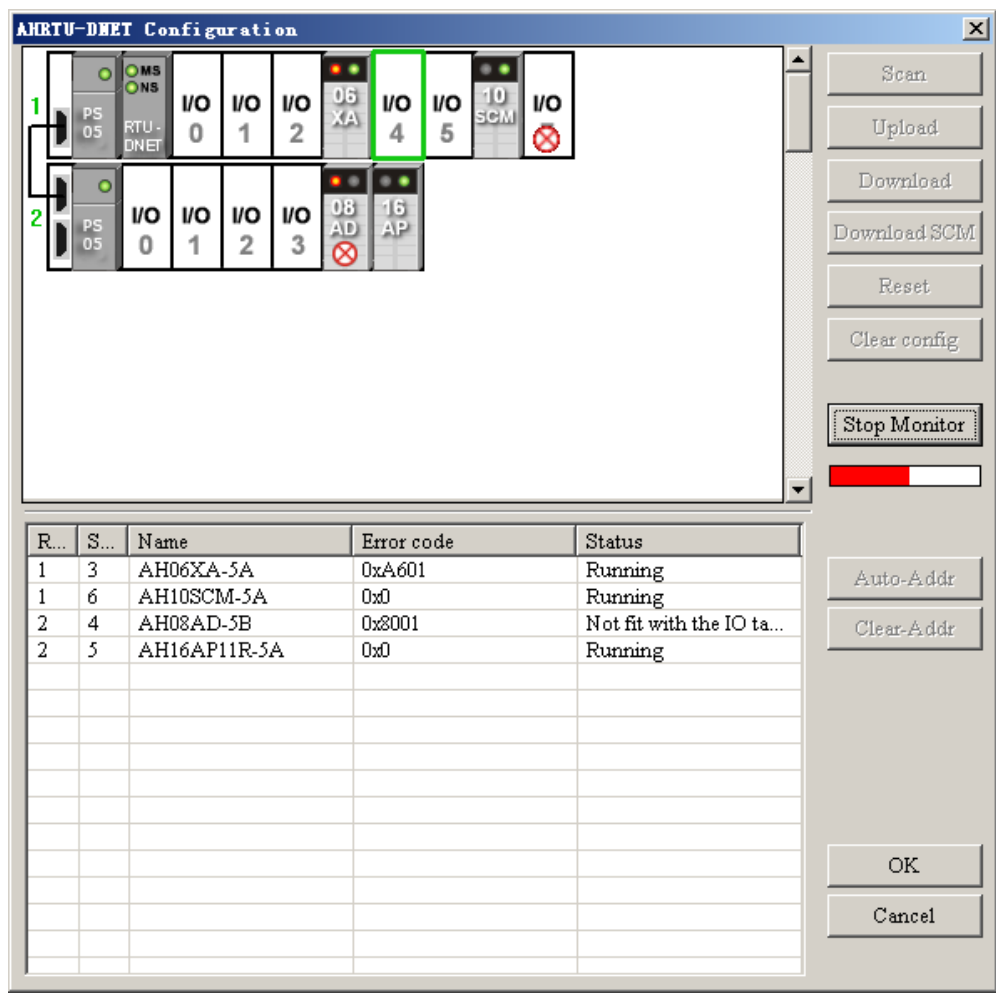 AHRTU-DNET Configuration
1
PS
05
MS
NS
RTU-
DNET
I/O
0
I/O
1
I/O
2
06
XA
I/O
4
I/O
5
10
SCM
I/O
2
PS
05
I/O
0
I/O
1
I/O
2
I/O
3
08
AD
16
AP
Scan
Upload
Download
Download SCM
Reset
Clear config
Stop Monitor
R... S... Name Error code Status
1 3 AH06XA-5A 0xA601 Running
1 6 AH10SCM-5A 0x0 Running
2 4 AH08AD-5B 0x8001 Not fit with the IO ta...
2 5 AH16AP11R-5A 0x0 Running
Auto-Addr
Clear-Addr
OK
Cancel